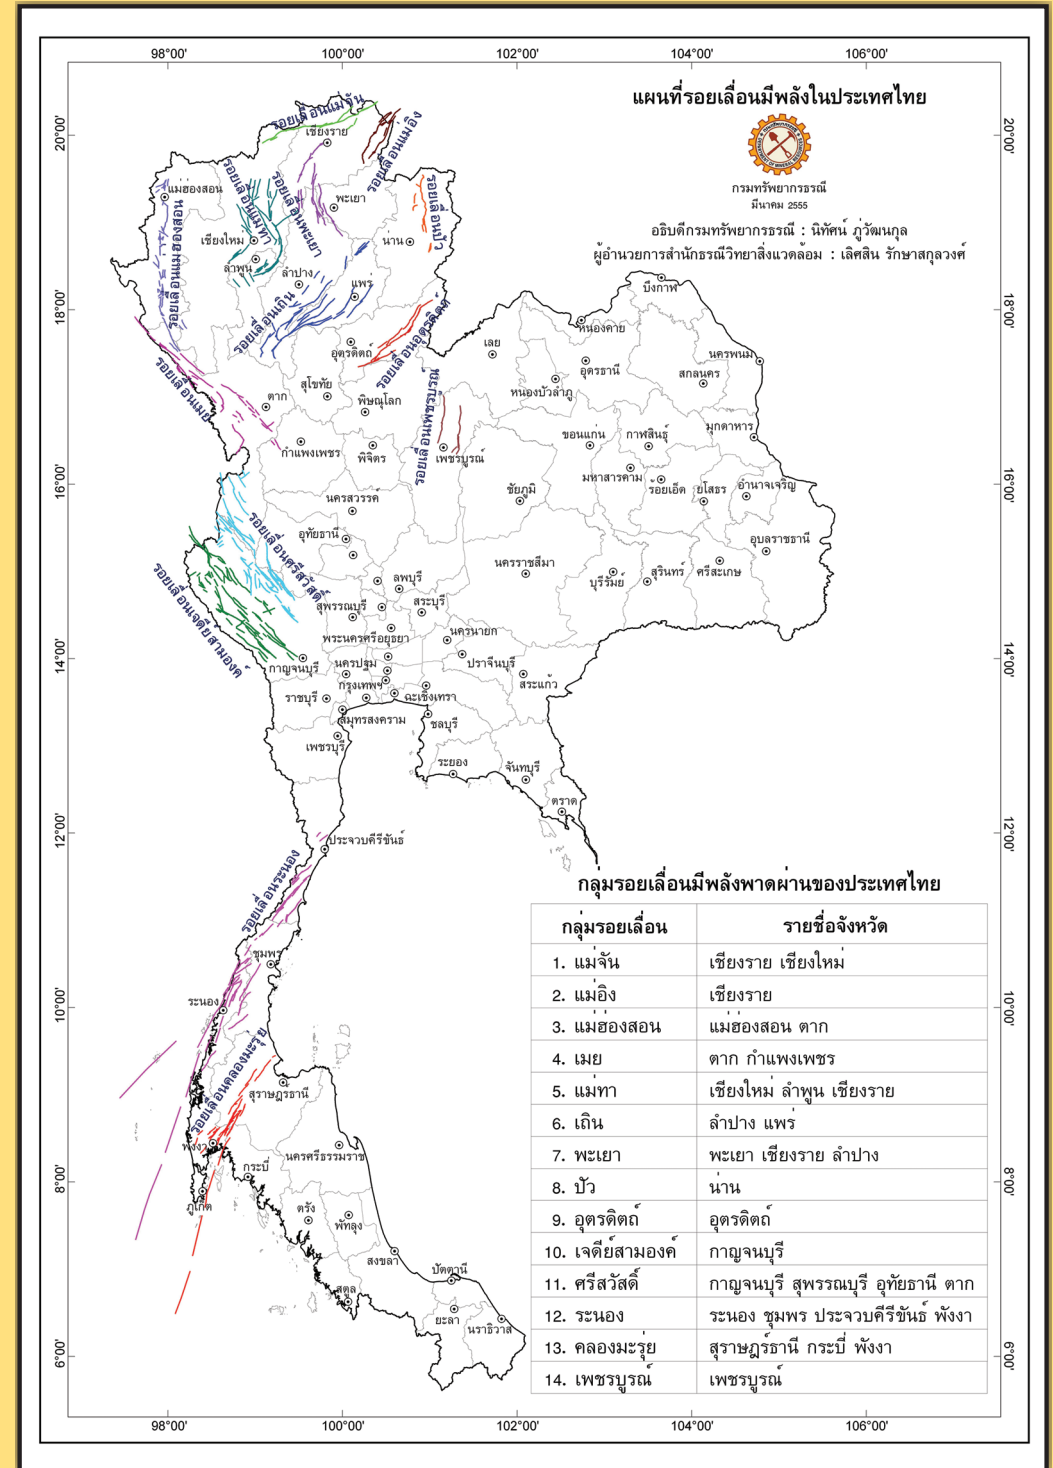 98°00' 100°00' 102°00' 104°00' 106°00'
แผนที่รอยเลื่อนมีพลังในประเทศไทย
กรมทรัพยากรธรณี
มีนาคม 2555
อธิบดีกรมทรัพยากรธรณี : นิทัศน์ ภู่วัฒนกุล
ผู้อำนวยการสำนักธรณีวิทยาสิ่งแวดล้อม : เลิศสิน รักษาสกุลวงศ์
20°00' 20°00'
รอยเลื่อนแม่จัน
เชียงราย
รอยเลื่อนแม่อิง
แม่ฮ่องสอน
รอยเลื่อนแม่ทา
รอยเลื่อนพะเยา
พะเยา
รอยเลื่อนปัว
รอยเลื่อนแม่ฮ่องสอน
เชียงใหม่
น่าน
ลำพูน
ลำปาง
แพร่
บึงกาฬ
18°00' 18°00'
รอยเลื่อนเถิน
รอยเลื่อนอุตรดิตถ์
หนองคาย
เลย
อุตรดิตถ์
นครพนม
รอยเลื่อนเมย
อุดรธานี
สกลนคร
สุโขทัย
หนองบัวลำภู
ตาก
พิษณุโลก
รอยเลื่อนเพชรบูรณ์
มุกดาหาร
ขอนแก่น
กาฬสินธุ์
กำแพงเพชร
พิจิตร
เพชรบูรณ์
16°00' 16°00'
มหาสารคาม
ร้อยเอ็ด
ยโสธร
อำนาจเจริญ
ชัยภูมิ
นครสวรรค์
รอยเลื่อนศรีสวัสดิ์
อุทัยธานี
อุบลราชธานี
นครราชสีมา
รอยเลื่อนเจดีย์สามองค์
ลพบุรี
บุรีรัมย์
สุรินทร์
ศรีสะเกษ
สุพรรณบุรี
สระบุรี
พระนครศรีอยุธยา
นครนายก
14°00' 14°00'
กาญจนบุรี
นครปฐม
ปราจีนบุรี
สระแก้ว
กรุงเทพฯ
ราชบุรี
ฉะเชิงเทรา
สมุทรสงคราม
ชลบุรี
เพชรบุรี
ระยอง
จันทบุรี
ตราด
12°00' 12°00'
ประจวบคีรีขันธ์
รอยเลื่อนระนอง
ชุมพร
ระนอง
10°00' 10°00'
รอยเลื่อนคลองมะรุ่ย
สุราษฎร์ธานี
พังงา
นครศรีธรรมราช
กระบี่
8°00' 8°00'
ภูเก็ต
ตรัง
พัทลุง
สงขลา
ปัตตานี
สตูล
ยะลา
นราธิวาส
6°00' 6°00'
กลุ่มรอยเลื่อนมีพลังพาดผ่านของประเทศไทย
กลุ่มรอยเลื่อน รายชื่อจังหวัด
1. แม่จัน เชียงราย เชียงใหม่
2. แม่อิง เชียงราย
3. แม่ฮ่องสอน แม่ฮ่องสอน ตาก
4. เมย ตาก กำแพงเพชร
5. แม่ทา เชียงใหม่ ลำพูน เชียงราย
6. เถิน ลำปาง แพร่
7. พะเยา พะเยา เชียงราย ลำปาง
8. ปัว น่าน
9. อุตรดิตถ์ อุตรดิตถ์
10. เจดีย์สามองค์ กาญจนบุรี
11. ศรีสวัสดิ์ กาญจนบุรี สุพรรณบุรี อุทัยธานี ตาก
12. ระนอง ระนอง ชุมพร ประจวบคีรีขันธ์ พังงา
13. คลองมะรุ่ย สุราษฎร์ธานี กระบี่ พังงา
14. เพชรบูรณ์ เพชรบูรณ์
98°00' 100°00' 102°00' 104°00' 106°00'